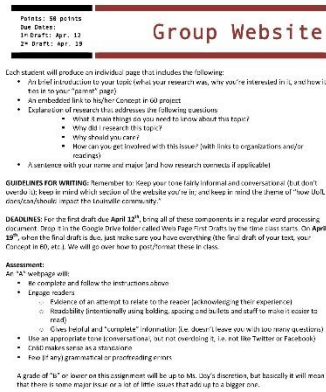 Points: 50 points
Due Dates:
1st Draft: Apr. 12
2nd Draft: Apr. 19
Group Website
Each student will produce an individual page that includes the following:
• An brief introduction to your topic (what your research was, why you're interested in it, and how it
ties in to your "parent" page)
• An embedded link to his/her Concept in 60 project
• Explanation of research that addresses the following questions
▪ What 3 main things do you need to know about this topic?
▪ Why did I research this topic?
▪ Why should you care?
▪ How can you get involved with this issue? (with links to organizations and/or
readings)
• A sentence with your name and major (and how research connects if applicable)
GUIDELINES FOR WRITING: Remember to: Keep your tone fairly informal and conversational (but don't
overdo it); keep in mind which section of the website you're in; and keep in mind the theme of "how UofL
does/can/should impact the Louisville community."
DEADLINES: For the first draft due April 12th, bring all of these components in a regular word processing
document. Drop it in the Google Drive folder called Web Page First Drafts by the time class starts. On April
19th, when the final draft is due, just make sure you have everything (the final draft of your text, your
Concept in 60, etc.). We will go over how to post/format these in class.
Assessment:
An "A" webpage will:
• Be complete and follow the instructions above
• Engage readers
○ Evidence of an attempt to relate to the reader (acknowledging their experience)
○ Readability (intentionally using bolding, spacing and bullets and stuff to make it easier to
read)
○ Gives helpful and "complete" information (i.e. doesn't leave you with too many questions)
• Use an appropriate tone (conversational, but not overdoing it, i.e. not like Twitter or Facebook)
• Cn60 makes sense as a standalone
• Few (if any) grammatical or proofreading errors
A grade of "B" or lower on this assignment will be up to Ms. Day's discretion, but basically it will mean
that there is some major issue or a lot of little issues that add up to a bigger one.